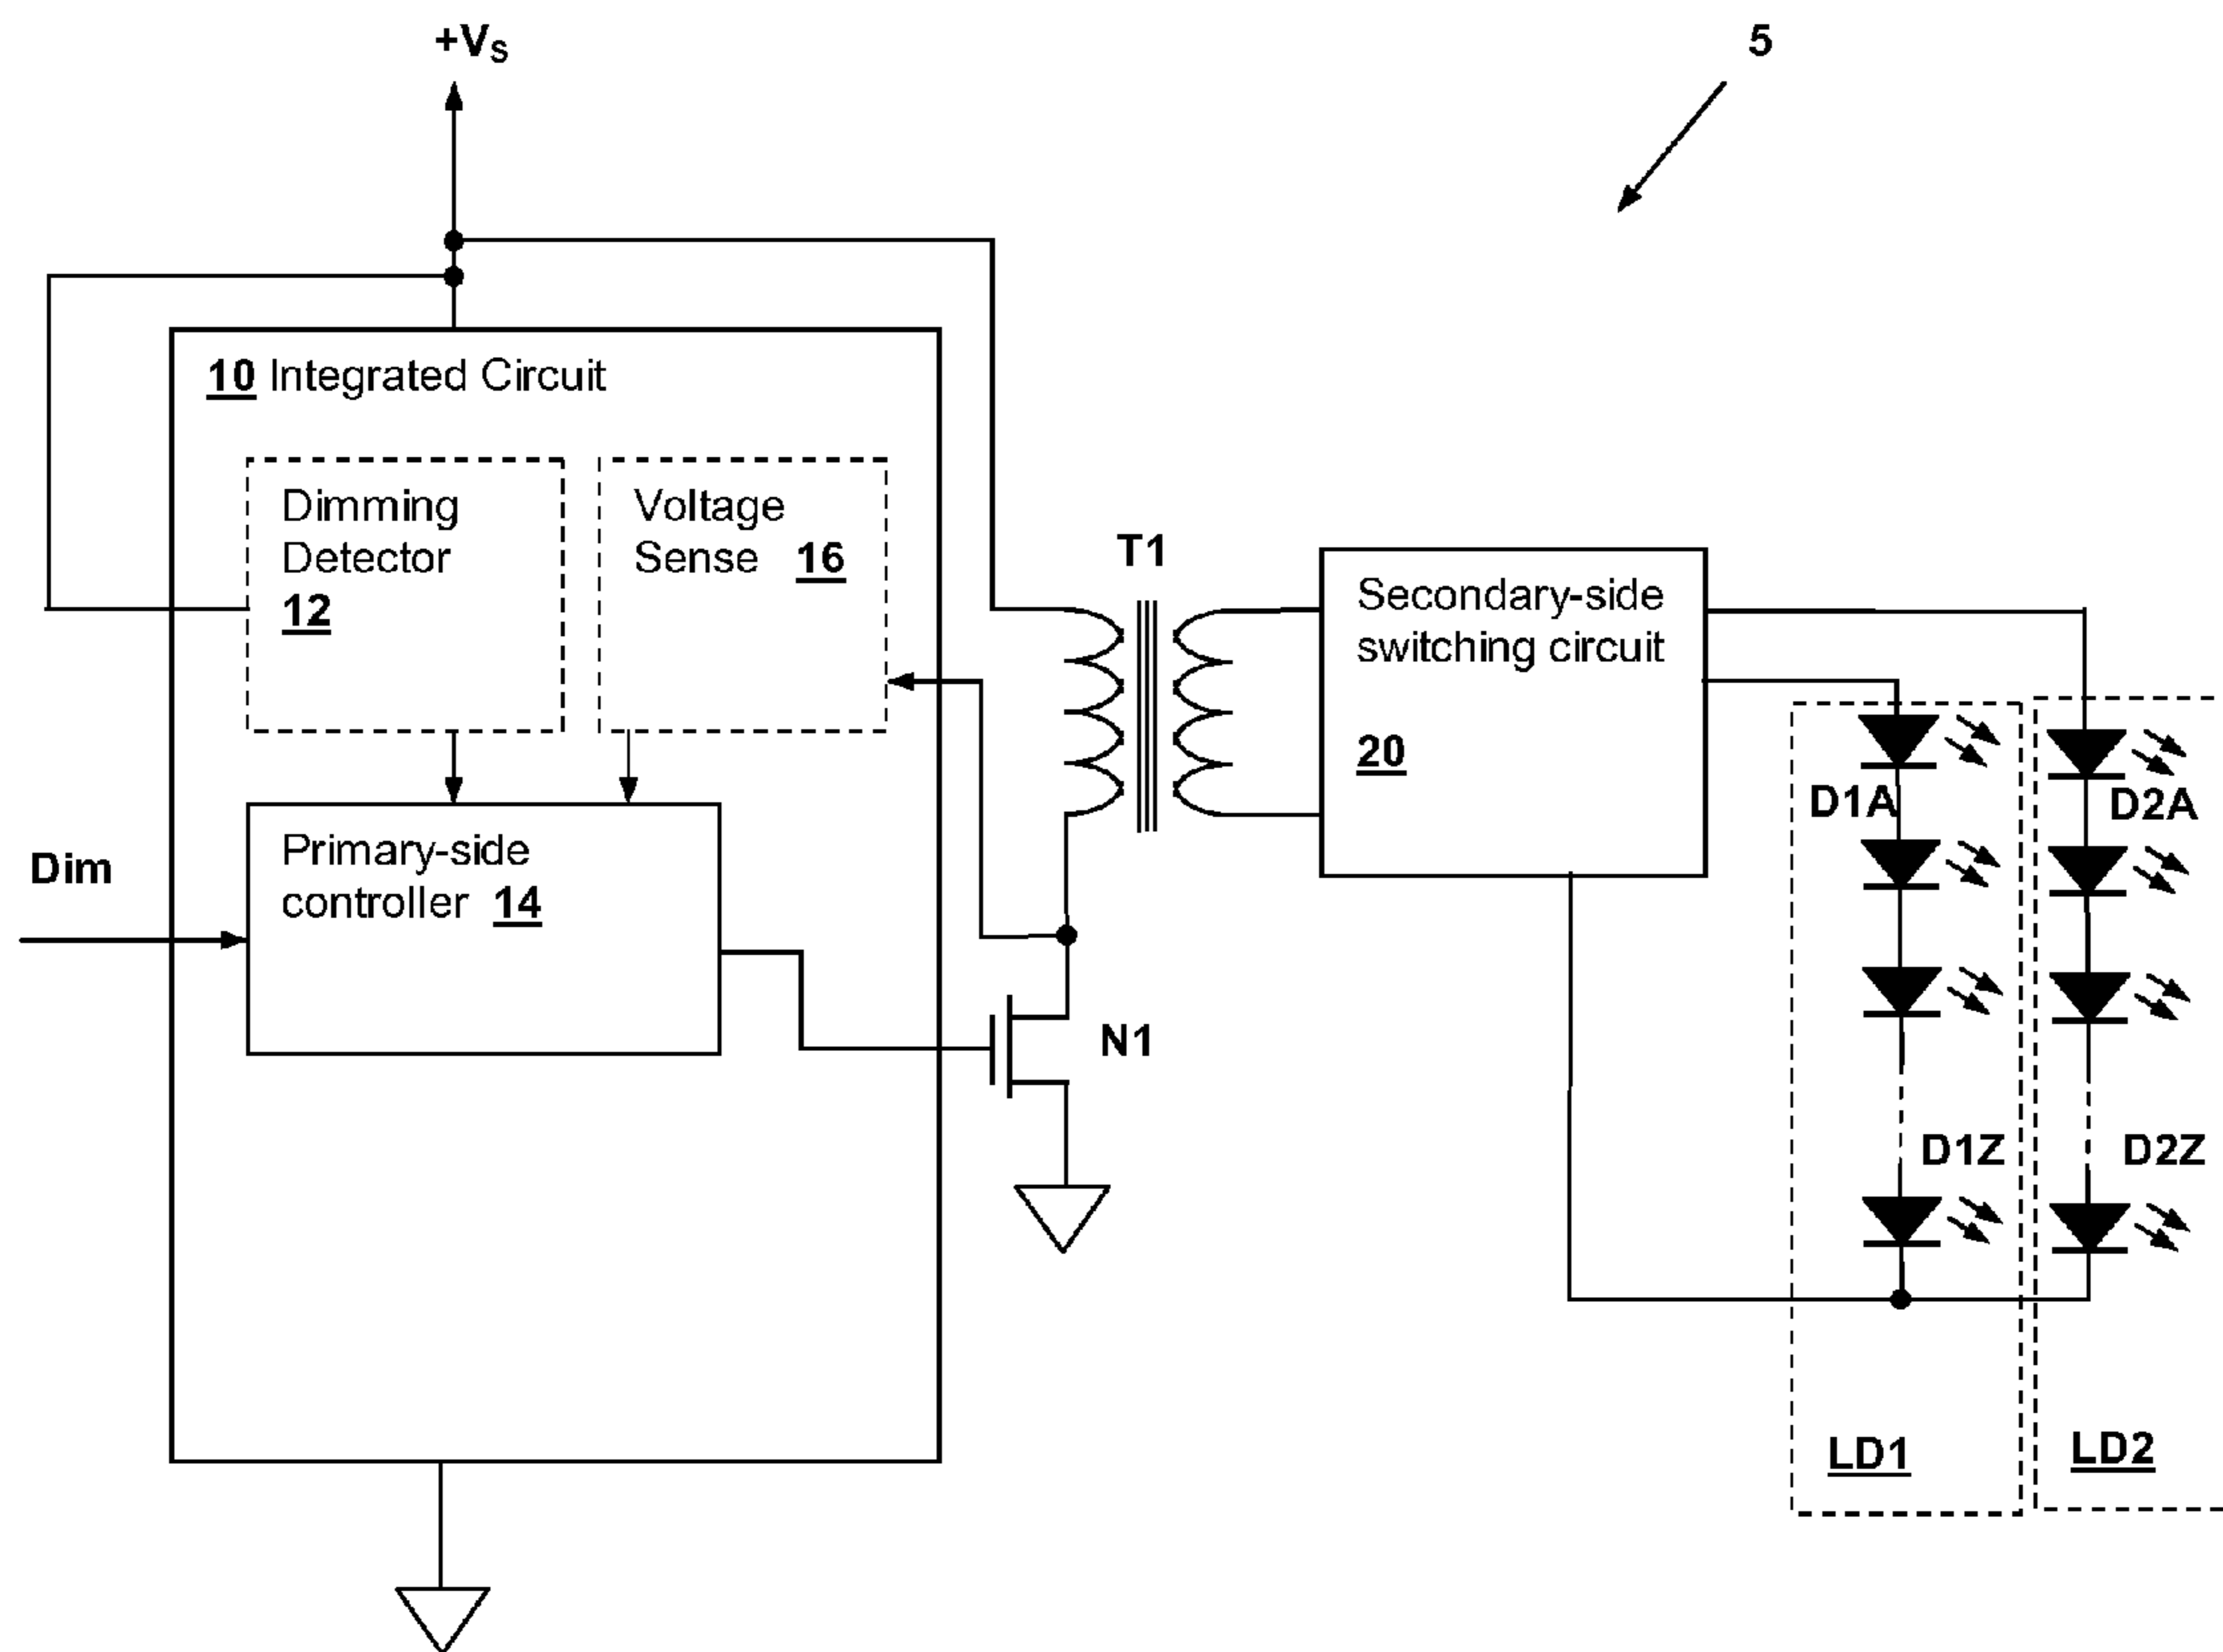 +VS
5
10 Integrated Circuit
Dimming
Detector
12
Voltage
Sense 16
T1
Secondary-side
switching circuit
20
D1A
D2A
Dim
Primary-side
controller 14
N1
D1Z
D2Z
LD1
LD2